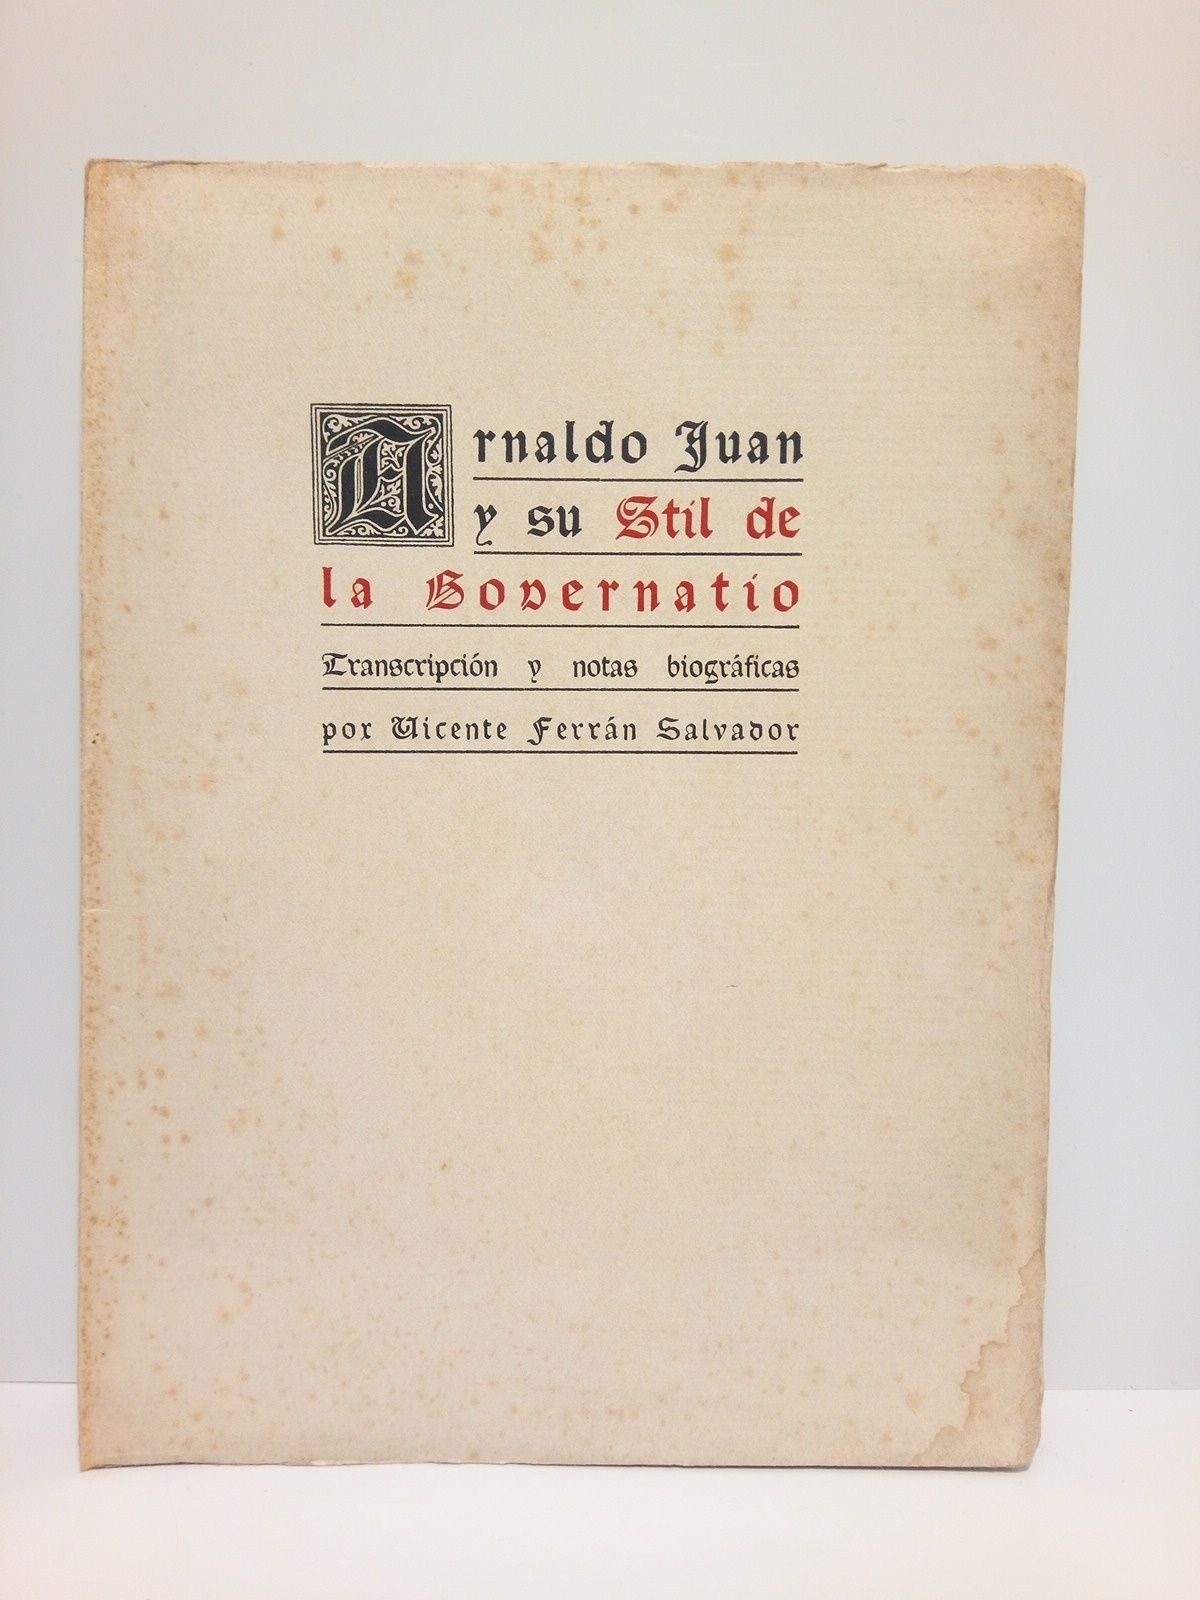 Arnaldo Juan
y su Stil de
la Governatio
Transcripción y notas biográficas
por Vicente Ferrán Salvador